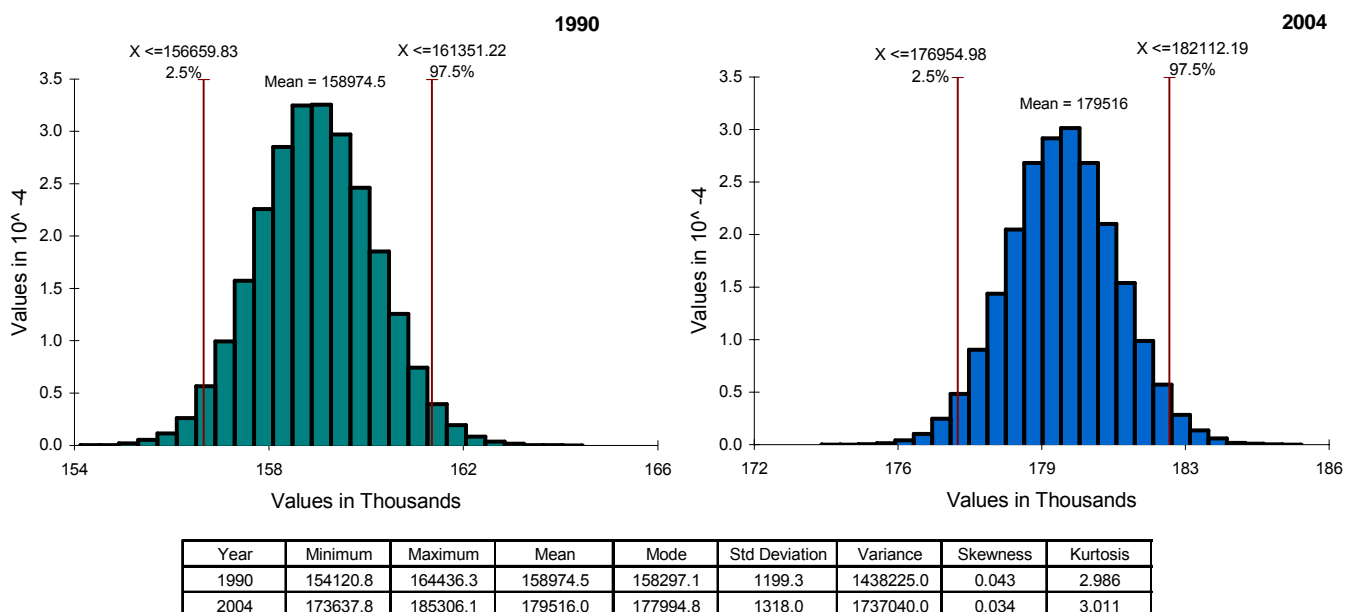 1990
X <=156659.83
2.5%
X <=161351.22
97.5%
Mean = 158974.5
3.5
3.0
2.5
2.0
1.5
1.0
0.5
0.0
Values in 10^ -4
154
158
162
166
Values in Thousands
2004
X <=176954.98
2.5%
X <=182112.19
97.5%
Mean = 179516
3.5
3.0
2.5
2.0
1.5
1.0
0.5
0.0
Values in 10^ -4
172
176
179
183
186
Values in Thousands
Year Minimum Maximum Mean Mode Std Deviation Variance Skewness Kurtosis
1990 154120.8 164436.3 158974.5 158297.1 1199.3 1438225.0 0.043 2.986
2004 173637.8 185306.1 179516.0 177994.8 1318.0 1737040.0 0.034 3.011